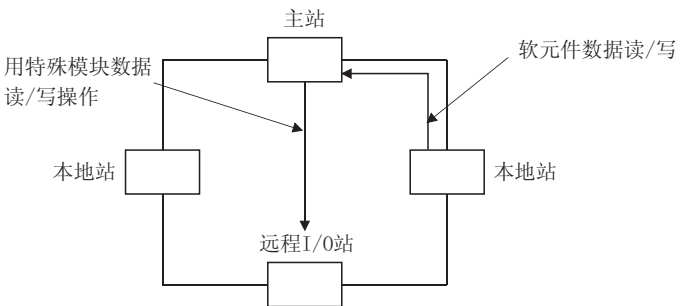 主站
软元件数据读/写
用特殊模块数据
读/写操作
本地站
本地站
远程I/O站